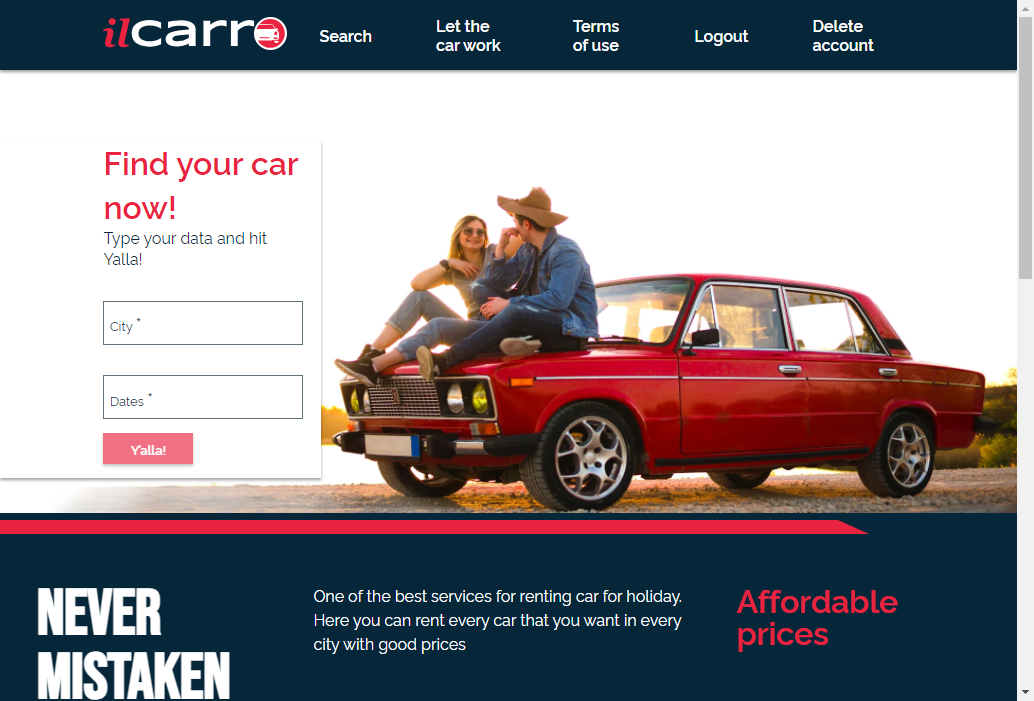 ilcarro
Search
Let the
car work
Terms
of use
Logout
Delete
account
Find your car
now!
Type your data and hit
Yalla!
City *
Dates *
Y'alla!
NEVER
MISTAKEN
One of the best services for renting car for holiday.
Here you can rent every car that you want in every
city with good prices
Affordable
prices